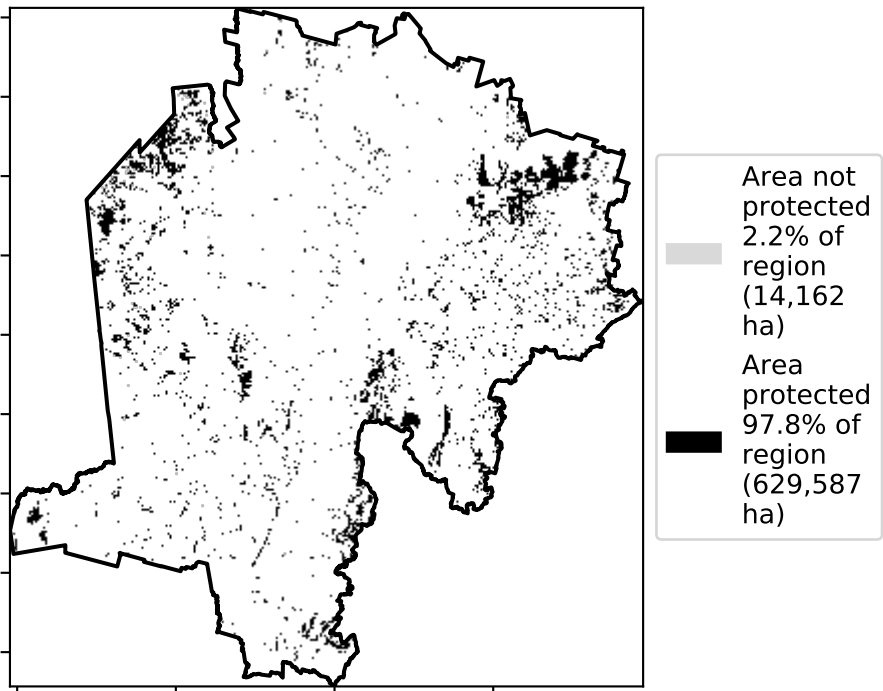 Area not
protected
2.2% of
region
(14,162
ha)
Area
protected
97.8% of
region
(629,587
ha)